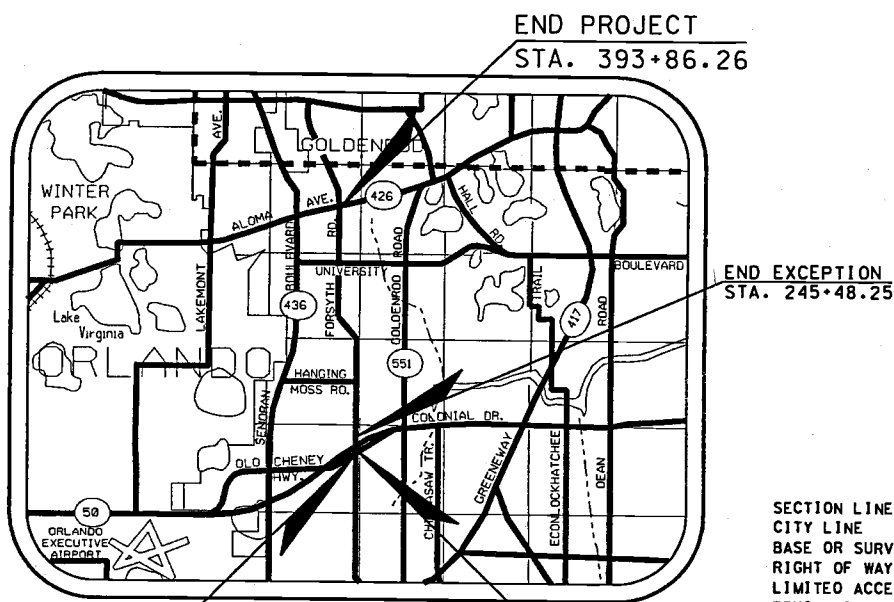 END PROJECT
STA. 393+86.26
GOLDENROD
AVE.
WINTER
PARK
426
HALL
RD.
ALOMA
AVE.
RD.
BOULEVARD
ROAD
UNIVERSITY
BOULEVARD
END EXCEPTION
STA. 245+48.25
LAKEMONT
436
FORSYTH
GOLDENROD
TRAIL
417
ROAD
Lake
Virginia
ORLANDO
551
HANGING
MOSS RD.
SEMORAN
COLONIAL DR.
OLD CHENEY
HWY.
CHICKASAW TR.
GREENEWAY
ECONLOCKHATCHEE
DEAN
50
ORLANDO
EXECUTIVE
AIRPORT
SECTION LINE
CITY LINE
BASE OR SURV
RIGHT OF WAY
LIMITED ACCE